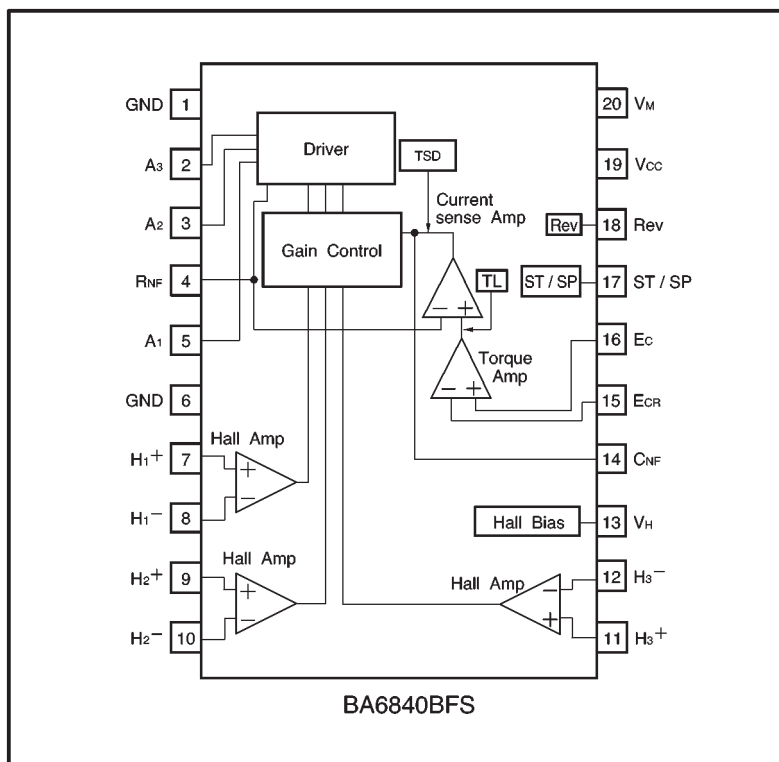 GND 1
A3 2
A2 3
RNF 4
A1 5
GND 6
H1+ 7
H1− 8
H2+ 9
H2− 10
20 VM
19 VCC
18 Rev
17 ST / SP
16 EC
15 ECR
14 CNF
13 VH
12 H3−
11 H3+
Driver
TSD
Current
sense Amp
Rev
Gain Control
TL
ST / SP
− +
Torque
Amp
− +
Hall Amp
+
−
Hall Bias
Hall Amp
+
−
Hall Amp
−
+
BA6840BFS